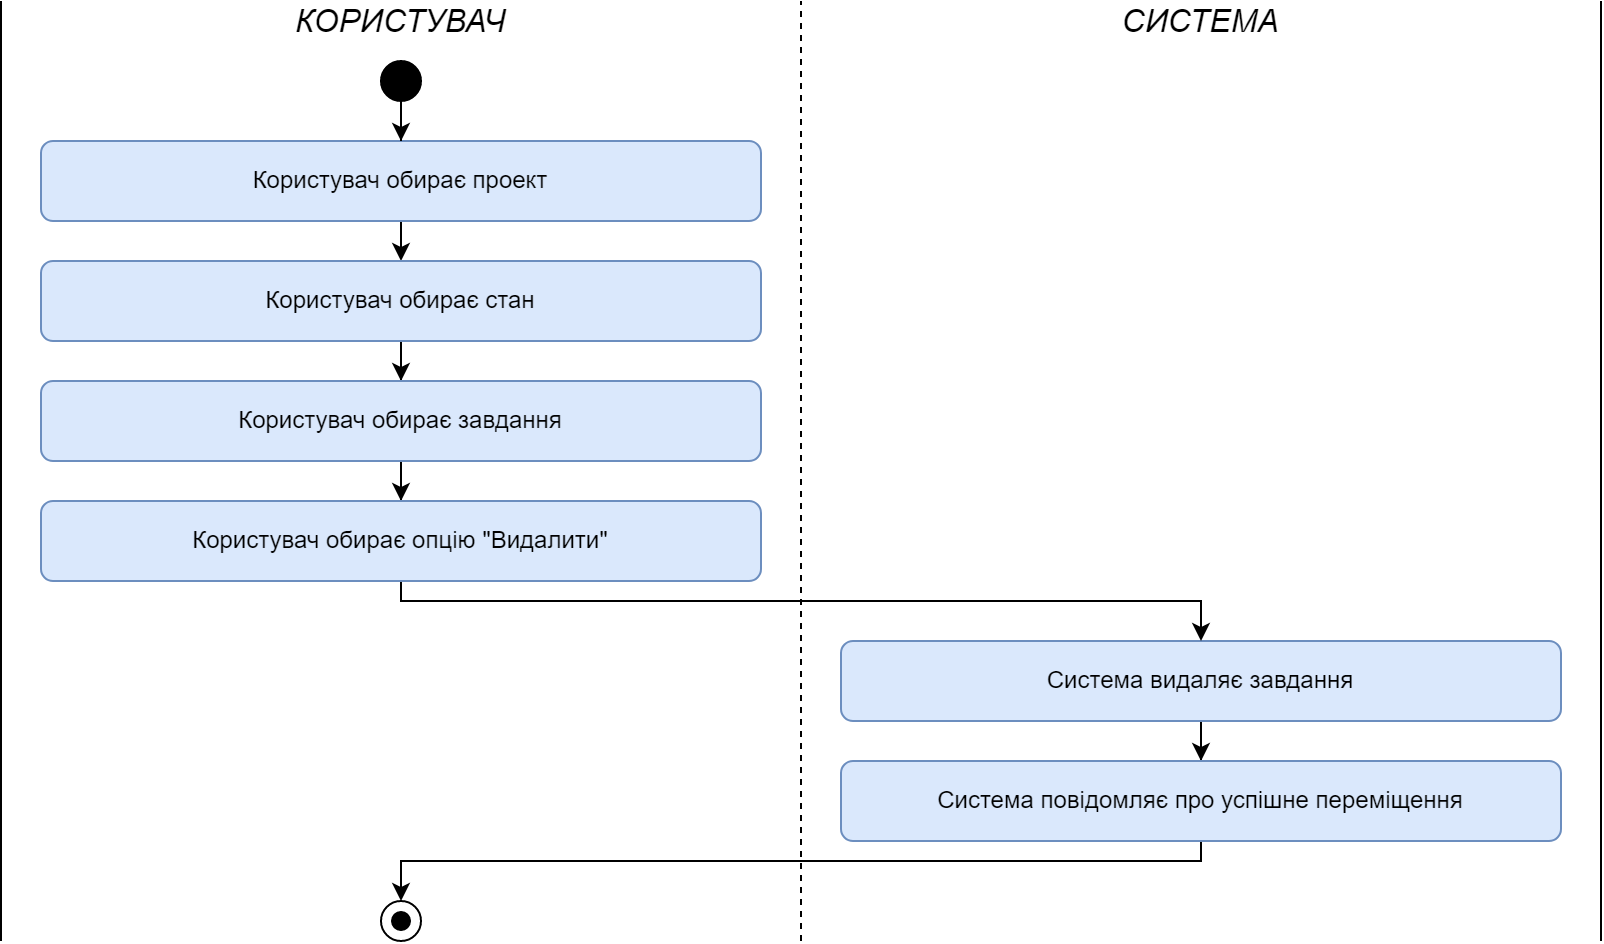 КОРИСТУВАЧ
СИСТЕМА
Користувач обирає проект
Користувач обирає стан
Користувач обирає завдання
Користувач обирає опцію "Видалити"
Система видаляє завдання
Система повідомляє про успішне переміщення